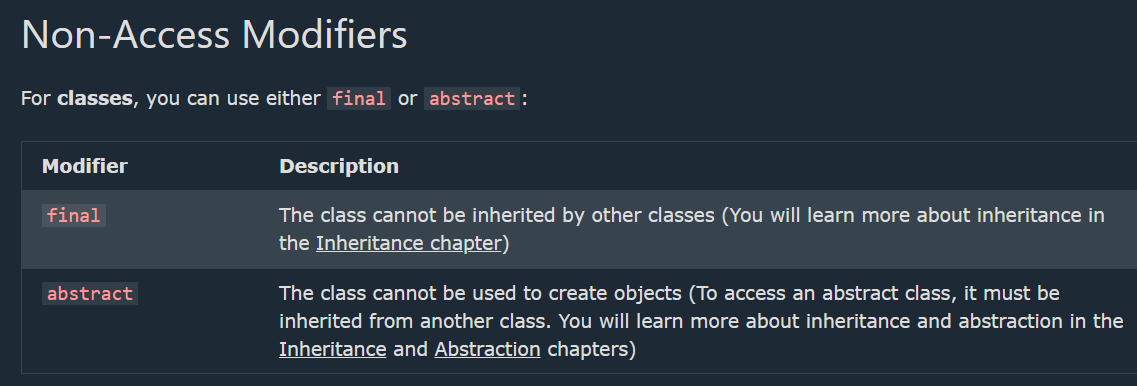 Non-Access Modifiers
For classes, you can use either final or abstract:
Modifier Description
final The class cannot be inherited by other classes (You will learn more about inheritance in
the Inheritance chapter)
abstract The class cannot be used to create objects (To access an abstract class, it must be
inherited from another class. You will learn more about inheritance and abstraction in the
Inheritance and Abstraction chapters)